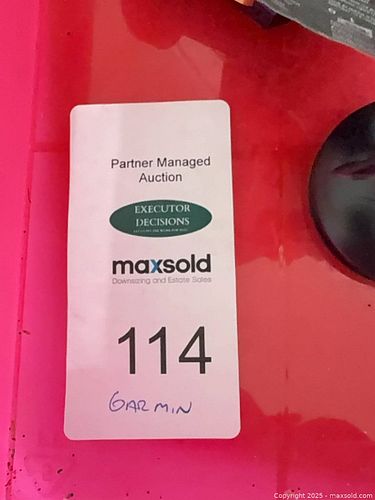 Partner Managed
Auction
EXECUTOR
DECISIONS
maxsold
Downsizing and Estate Sales
114
GARMIN
Copyright 2025 - maxsold.com